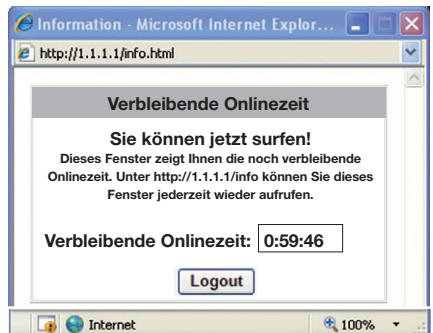 Information - Microsoft Internet Explor...
http://1.1.1.1/info.html
Verbleibende Onlinezeit
Sie können jetzt surfen!
Dieses Fenster zeigt Ihnen die noch verbleibende
Onlinezeit. Unter http://1.1.1.1/info können Sie dieses
Fenster jederzeit wieder aufrufen.
Verbleibende Onlinezeit: 0:59:46
Logout
Internet 100%